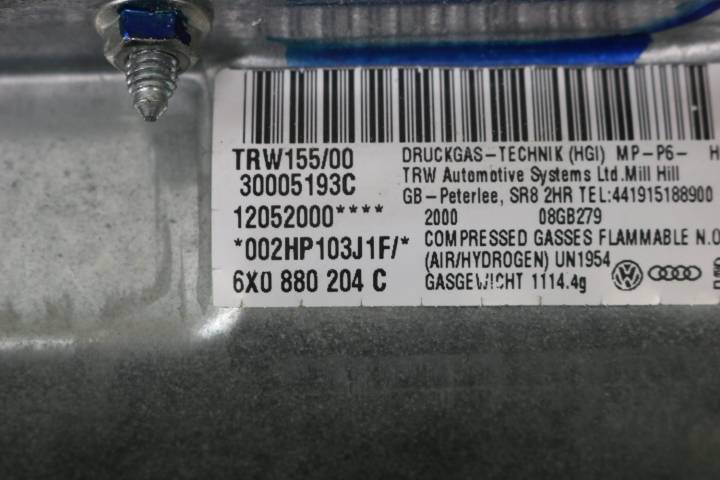 TRW155/00
30005193C
12052000****
*002HP103J1F/*
6X0 880 204 C
DRUCKGAS-TECHNIK (HGI) MP-P6- H
TRW Automotive Systems Ltd.Mill Hill
GB-Peterlee, SR8 2HR TEL:441915188900
2000 08GB279
COMPRESSED GASSES FLAMMABLE N.O
(AIR/HYDROGEN) UN1954
GASGEWICHT 1114.4g